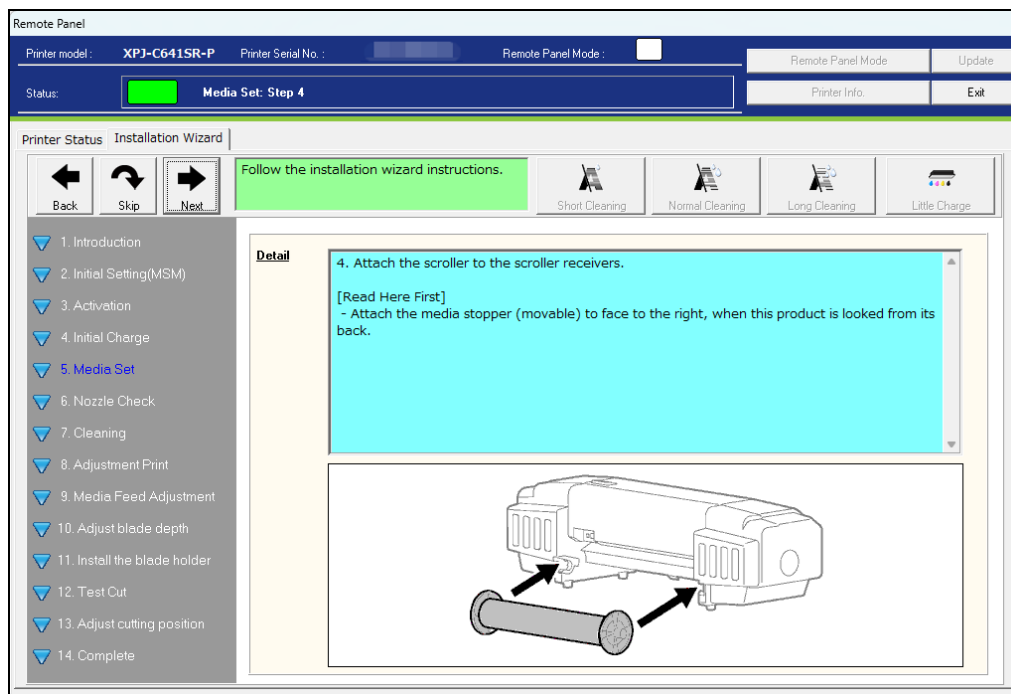 Remote Panel
Printer model : XPJ-C641SR-P Printer Serial No. : Remote Panel Mode :
Remote Panel Mode Update
Status: Media Set: Step 4
Printer Info. Exit
Printer Status Installation Wizard
Follow the installation wizard instructions.
Back Skip Next Short Cleaning Normal Cleaning Long Cleaning Little Charge
1. Introduction
2. Initial Setting(MSM)
3. Activation
4. Initial Charge
5. Media Set
6. Nozzle Check
7. Cleaning
8. Adjustment Print
9. Media Feed Adjustment
10. Adjust blade depth
11. Install the blade holder
12. Test Cut
13. Adjust cutting position
14. Complete
Detail
4. Attach the scroller to the scroller receivers.
[Read Here First]
- Attach the media stopper (movable) to face to the right, when this product is looked from its
back.